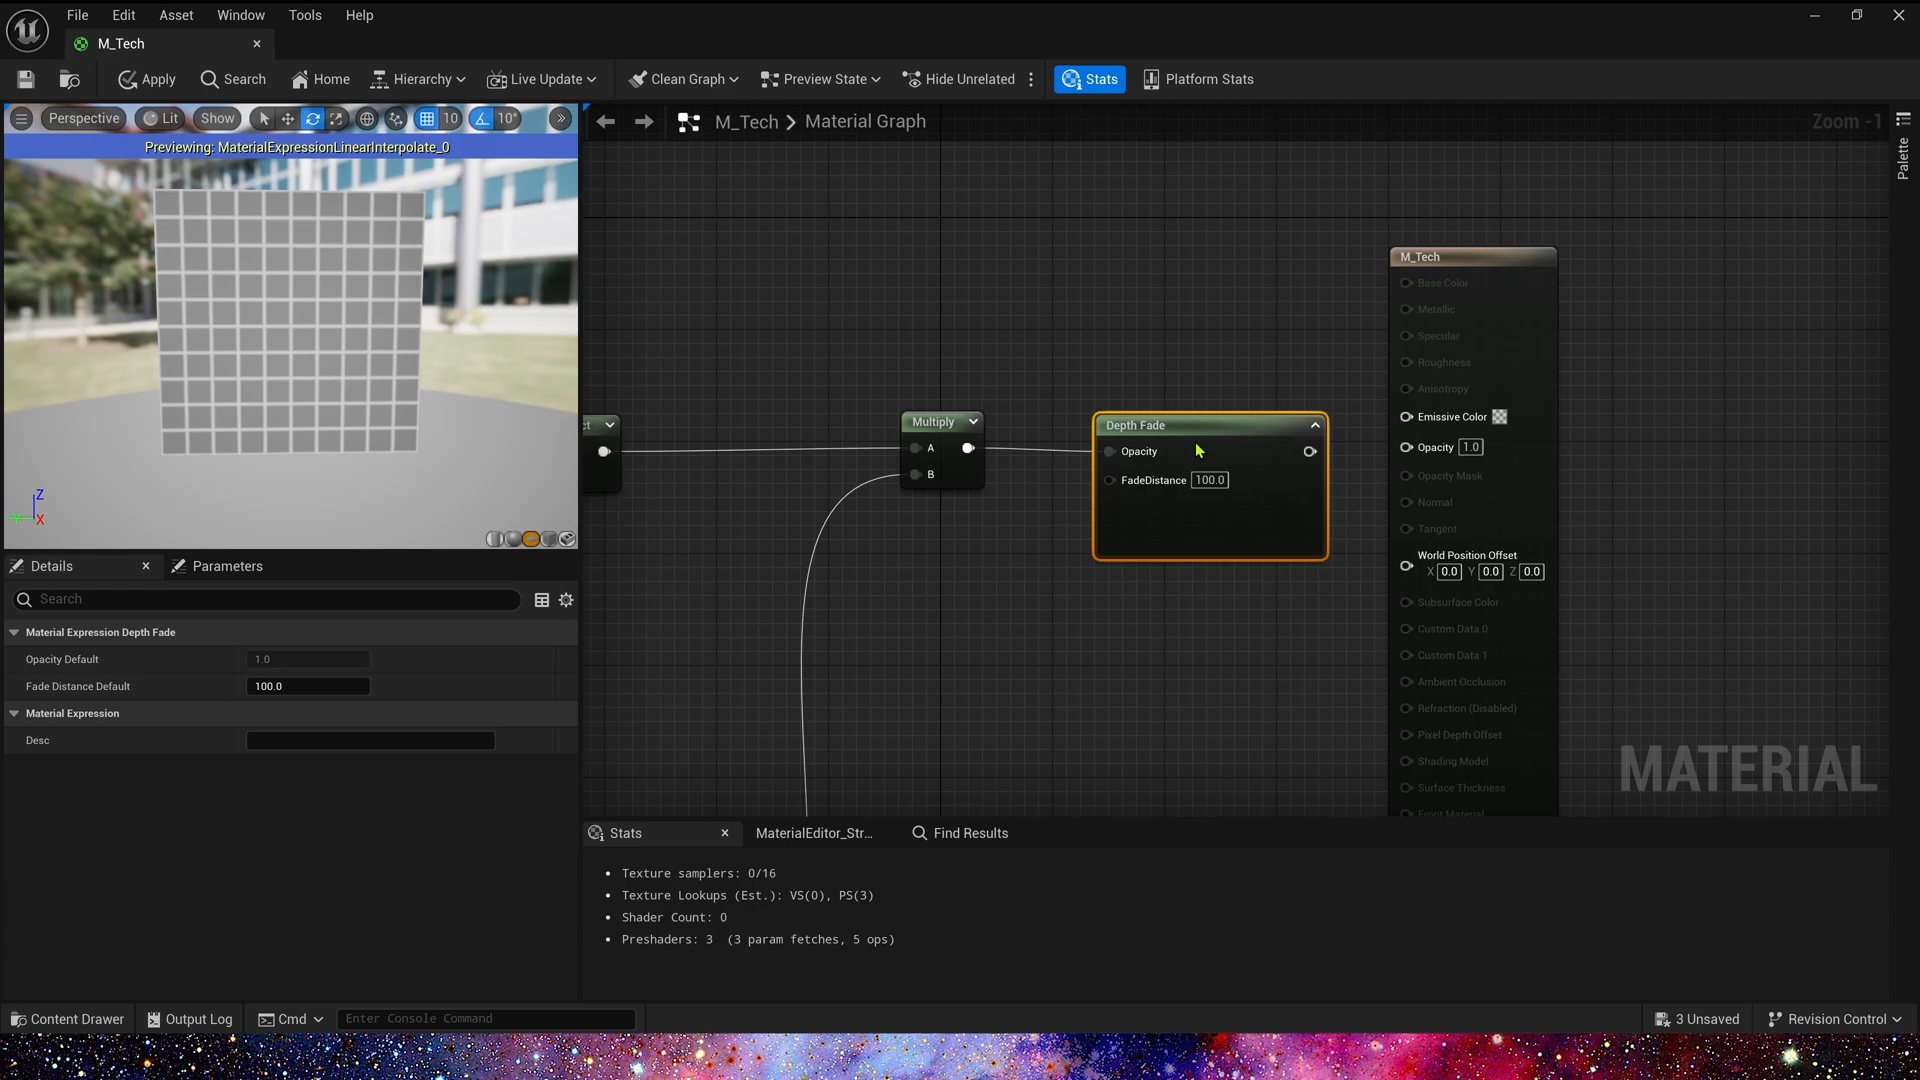 File Edit Asset Window Tools Help
M_Tech
Apply Search Home Hierarchy Live Update Clean Graph Preview State Hide Unrelated Stats Platform Stats
Perspective Lit Show 10 10°
M_Tech > Material Graph
Zoom -1
Palette
Previewing: MaterialExpressionLinearInterpolate_0
Z
X
ct
Multiply
A
B
Depth Fade
Opacity
FadeDistance 100.0
M_Tech
Base Color
Metallic
Specular
Roughness
Anisotropy
Emissive Color
Opacity 1.0
Opacity Mask
Normal
Tangent
World Position Offset
X 0.0 Y 0.0 Z 0.0
Subsurface Color
Custom Data 0
Custom Data 1
Ambient Occlusion
Refraction (Disabled)
Pixel Depth Offset
Shading Model
Surface Thickness
Front Material
MATERIAL
Details Parameters
Search
Material Expression Depth Fade
Opacity Default 1.0
Fade Distance Default 100.0
Material Expression
Desc
Stats MaterialEditor_Str... Find Results
• Texture samplers: 0/16
• Texture Lookups (Est.): VS(0), PS(3)
• Shader Count: 0
• Preshaders: 3 (3 param fetches, 5 ops)
Content Drawer Output Log Cmd Enter Console Command 3 Unsaved Revision Control